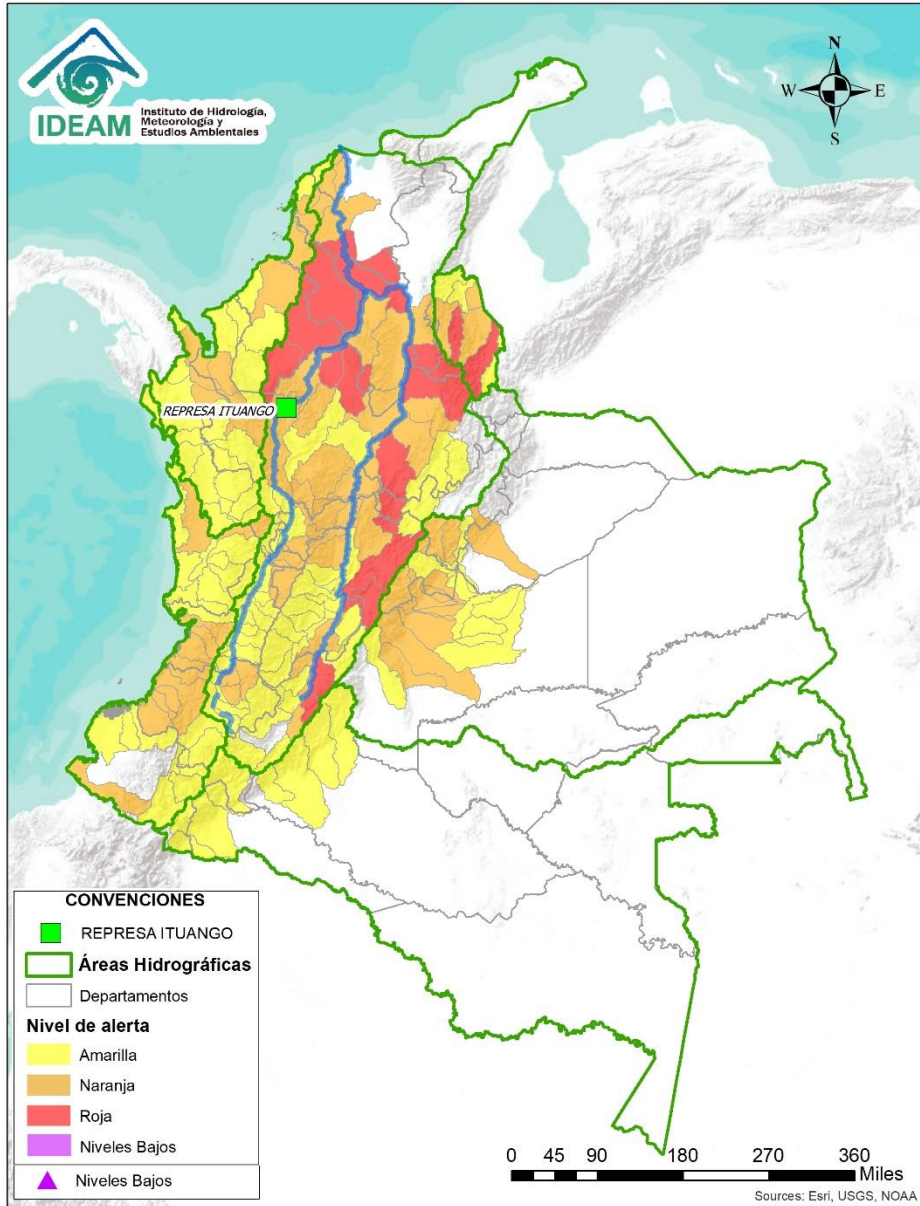 IDEAM
Instituto de Hidrología,
Meteorología y
Estudios Ambientales
N
W
E
S
REPRESA ITUANGO
CONVENCIONES
REPRESA ITUANGO
Áreas Hidrográficas
Departamentos
Nivel de alerta
Amarilla
Naranja
Roja
Niveles Bajos
Niveles Bajos
0 45 90 180 270 360
Miles
Sources: Esri, USGS, NOAA